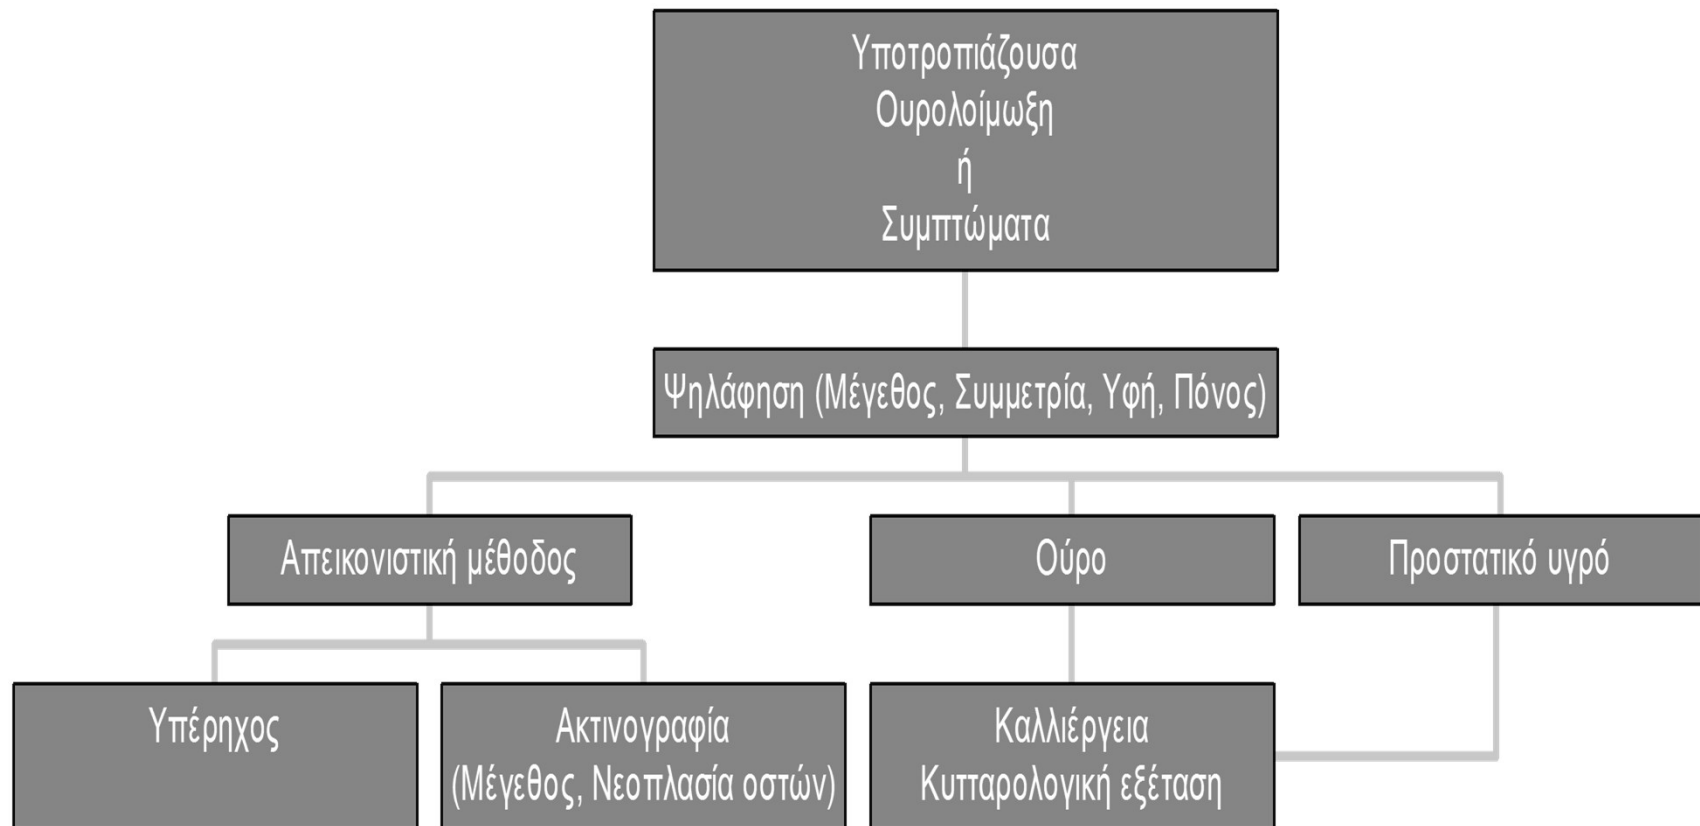 Υποτροπιάζουσα
Ουρολοίμωξη
ή
Συμπτώματα
Ψηλάφηση (Μέγεθος, Συμμετρία, Υφή, Πόνος)
Απεικονιστική μέθοδος
Ούρο
Προστατικό υγρό
Υπέρηχος
Ακτινογραφία
(Μέγεθος, Νεοπλασία οστών)
Καλλιέργεια
Κυτταρολογική εξέταση